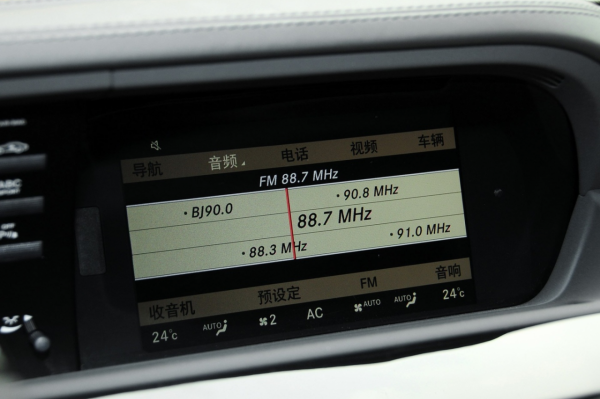 导航 音频 电话 视频 车辆
FM 88.7 MHz
BJ90.0 90.8 MHz
88.7 MHz
88.3 MHz 91.0 MHz
收音机 预设定 FM 音响
24°C AUTO 2 AC AUTO AUTO 24°C